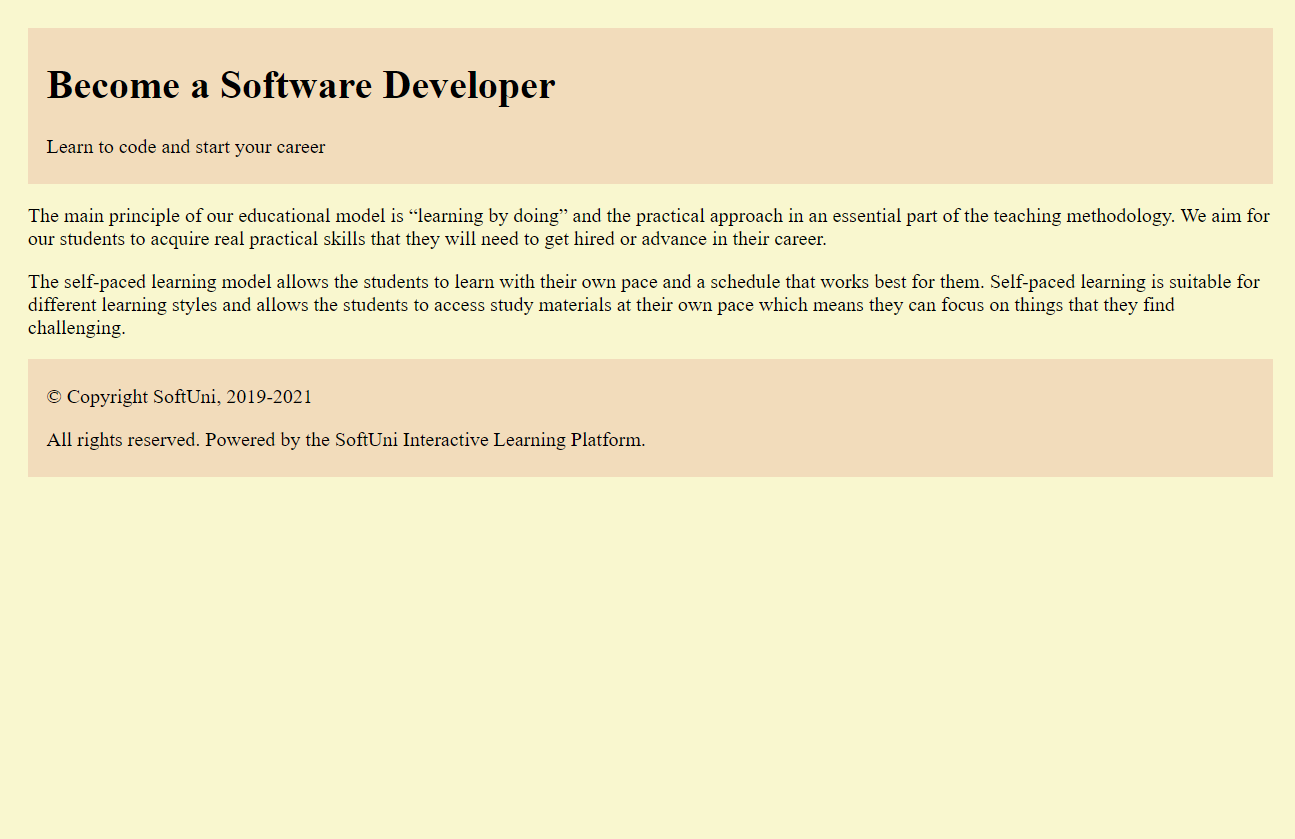 Become a Software Developer
Learn to code and start your career
The main principle of our educational model is “learning by doing” and the practical approach in an essential part of the teaching methodology. We aim for
our students to acquire real practical skills that they will need to get hired or advance in their career.
The self-paced learning model allows the students to learn with their own pace and a schedule that works best for them. Self-paced learning is suitable for
different learning styles and allows the students to access study materials at their own pace which means they can focus on things that they find
challenging.
© Copyright SoftUni, 2019-2021
All rights reserved. Powered by the SoftUni Interactive Learning Platform.